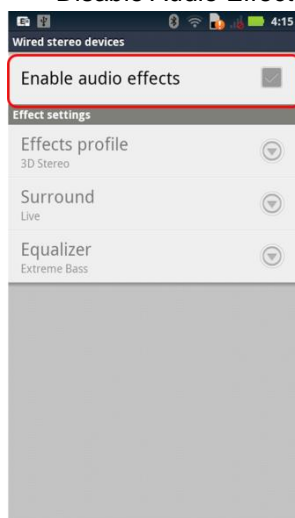 Disable Audio Effect
4:15
Wired stereo devices
Enable audio effects
Effect settings
Effects profile
3D Stereo
Surround
Live
Equalizer
Extreme Bass